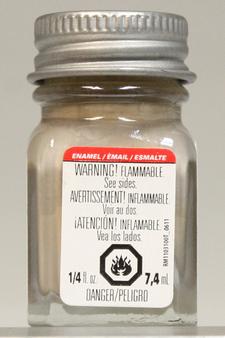 ENAMEL / ÉMAIL / ESMALTE
WARNING! FLAMMABLE.
See sides.
AVERTISSEMENT! INFLAMMABLE.
Voir au dos.
¡ATENCIÓN! INFLAMABLE.
Vea los lados.
1/4 fl. oz. 7,4 mL
DANGER/PELIGRO
RM1103100T_0611